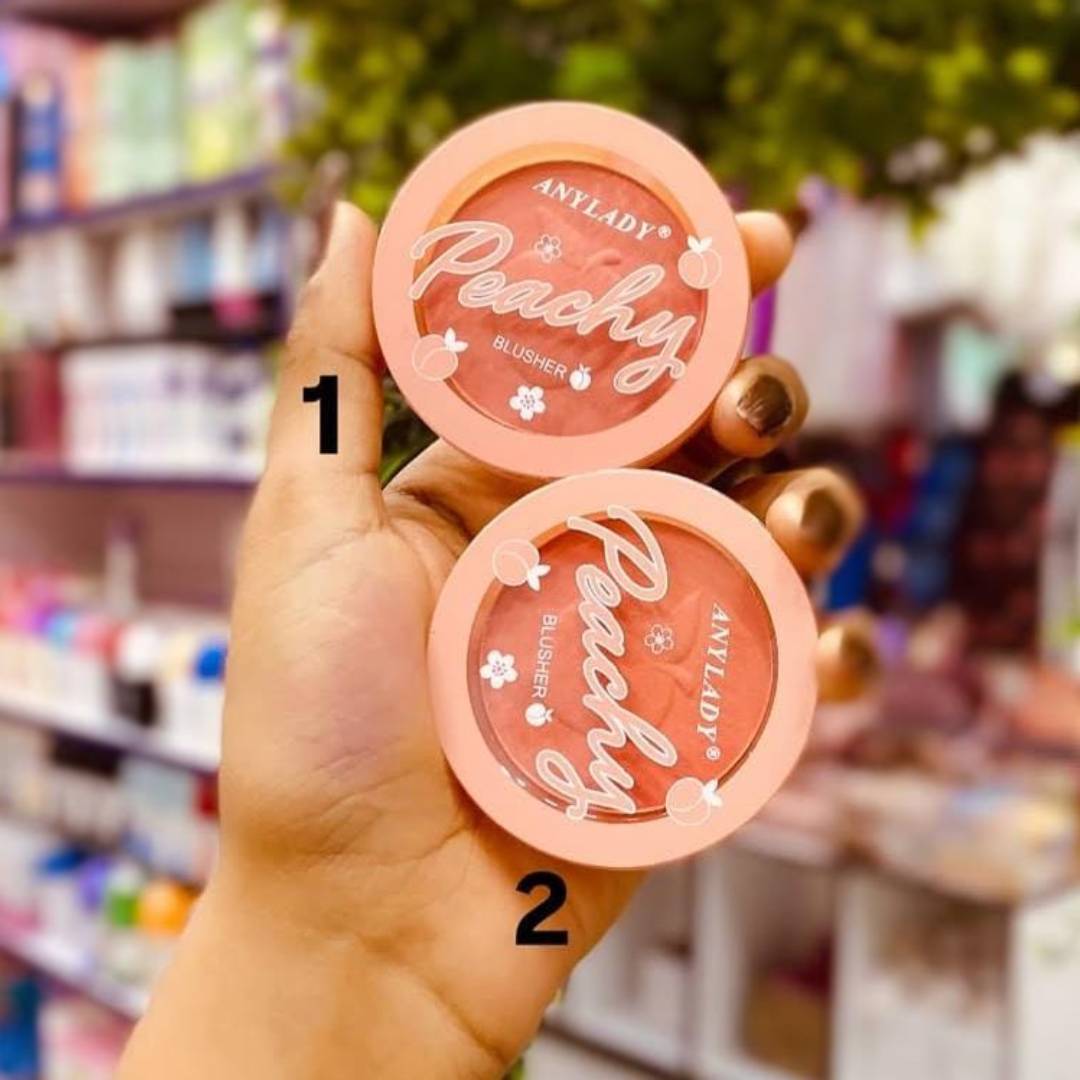 ANYLADY®
Peachy
BLUSHER
1
ANYLADY®
Peachy
BLUSHER
2